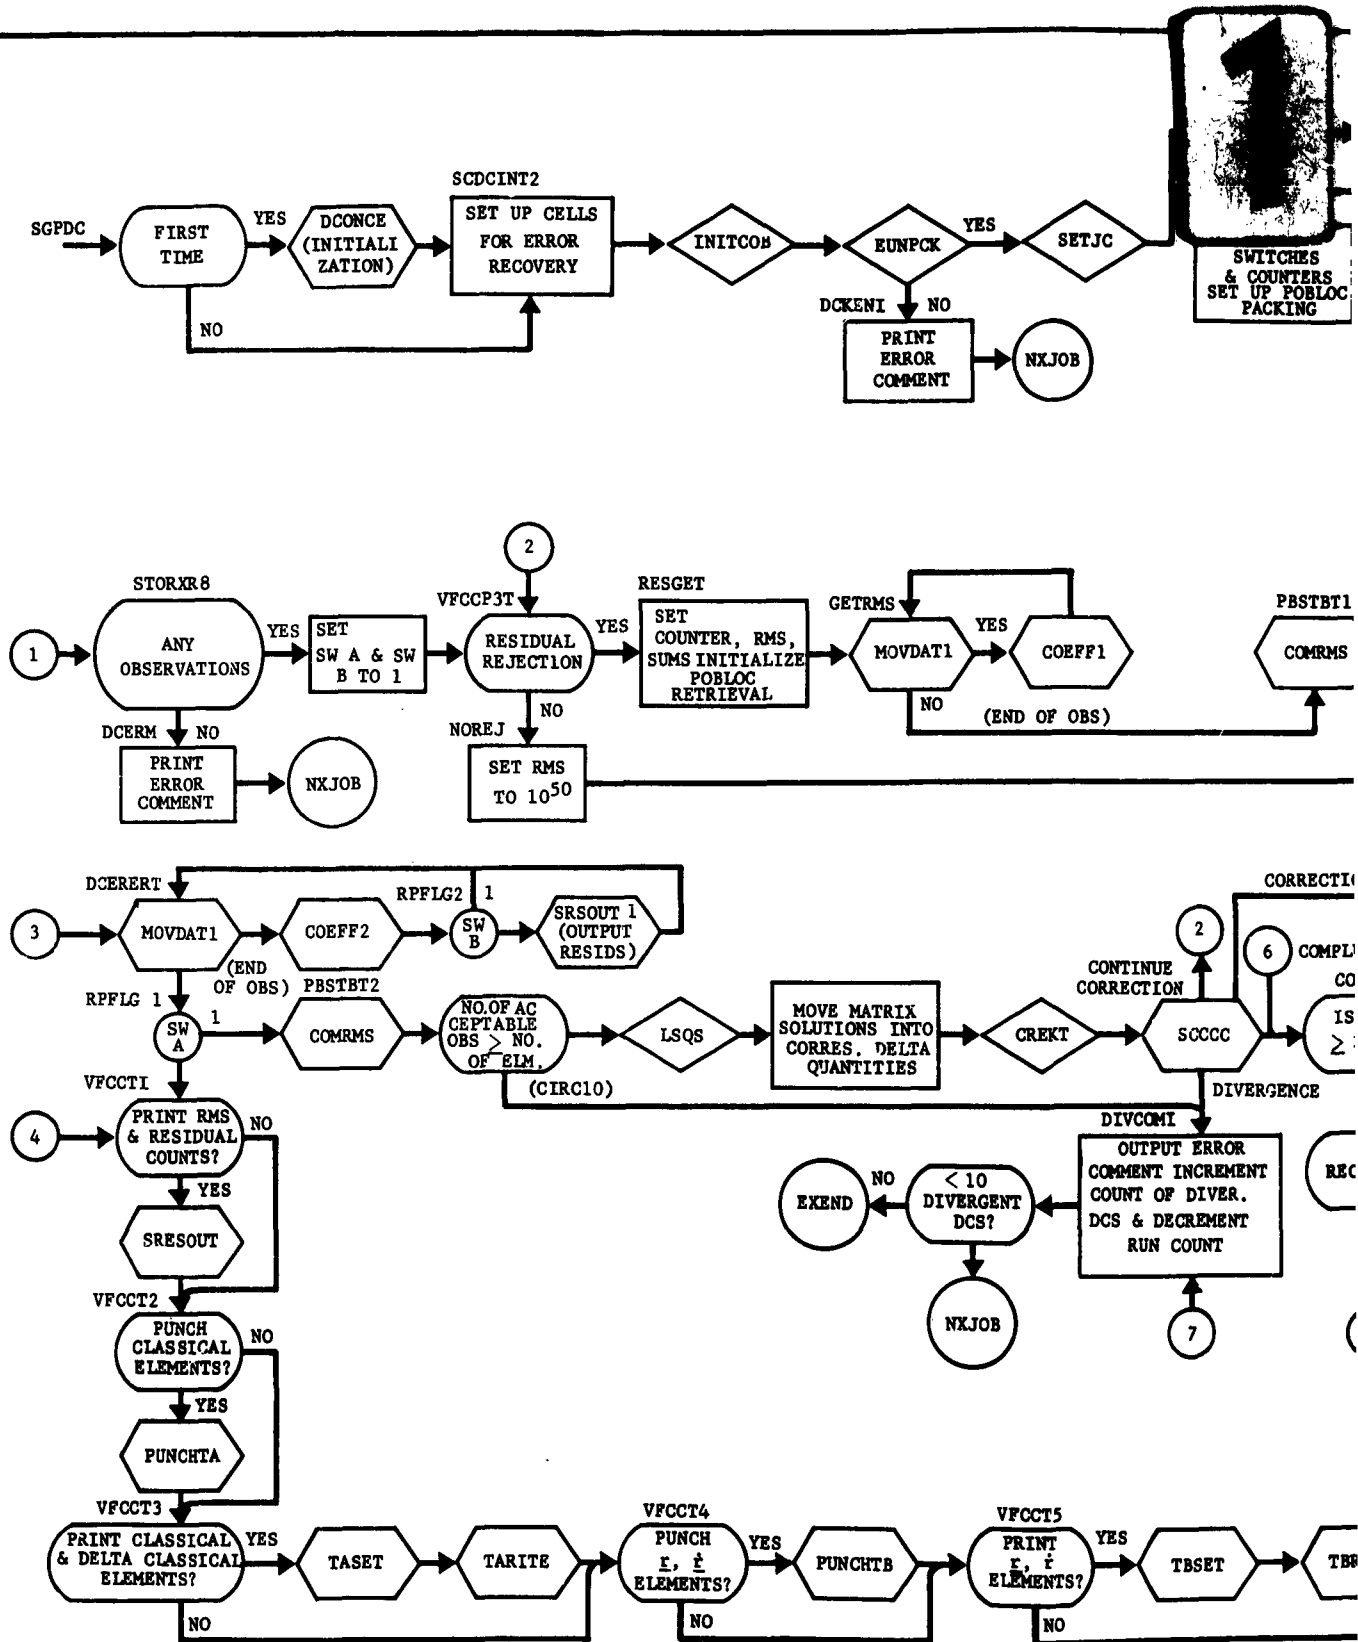 1
SCDCINT2
SGPDC
FIRST
TIME
YES
NO
DCONCE
(INITIALI
ZATION)
SET UP CELLS
FOR ERROR
RECOVERY
INITCOB
EUNPCK
YES
SETJC
SWITCHES
& COUNTERS
SET UP POBLOC
PACKING
DCKENI
NO
PRINT
ERROR
COMMENT
NXJOB
2
STORXR8
1
ANY
OBSERVATIONS
YES
SET
SW A & SW
B TO 1
VFCCP3T
RESIDUAL
REJECTION
YES
RESGET
SET
COUNTER, RMS,
SUMS INITIALIZE
POBLOC
RETRIEVAL
GETRMS
MOVDAT1
YES
COEFF1
PBSTBT1
COMRMS
NO
(END OF OBS)
DCERM
NO
PRINT
ERROR
COMMENT
NXJOB
NO
NOREJ
SET RMS
TO 10^50
DCERERT
3
MOVDAT1
COEFF2
RPFLG2
1
SW
B
SRSOUT 1
(OUTPUT
RESIDS)
(END
OF OBS)
RPFLG 1
SW
A
1
PBSTBT2
COMRMS
NO.OF AC
CEPTABLE
OBS ≥ NO.
OF ELM.
(CIRC10)
LSQS
MOVE MATRIX
SOLUTIONS INTO
CORRES. DELTA
QUANTITIES
CREKT
CONTINUE
CORRECTION
2
SCCCC
CORRECTI
6
COMPL
CO
IS
≥
DIVERGENCE
DIVCOMI
OUTPUT ERROR
COMMENT INCREMENT
COUNT OF DIVER.
DCS & DECREMENT
RUN COUNT
7
REC
< 10
DIVERGENT
DCS?
NO
EXEND
NXJOB
VFCCT1
4
PRINT RMS
& RESIDUAL
COUNTS?
NO
YES
SRESOUT
VFCCT2
PUNCH
CLASSICAL
ELEMENTS?
NO
YES
PUNCHTA
VFCCT3
PRINT CLASSICAL
& DELTA CLASSICAL
ELEMENTS?
YES
NO
TASET
TARITE
VFCCT4
PUNCH
r, ṙ
ELEMENTS?
YES
NO
PUNCHTB
VFCCT5
PRINT
r, ṙ
ELEMENTS?
YES
NO
TBSET